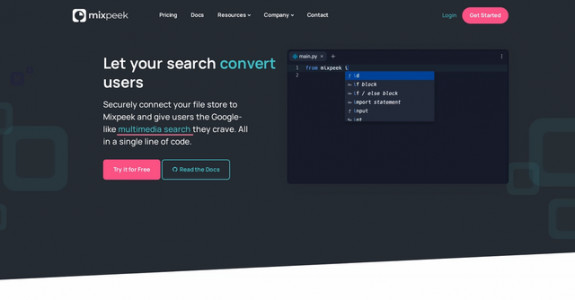 mixpeek Pricing Docs Resources Company Contact Login Get Started
Let your search convert
users
Securely connect your file store to
Mixpeek and give users the Google-
like multimedia search they crave. All
in a single line of code.
Try it for Free Read the Docs
main.py × +
1 from mixpeek i
2
if block
if / else block
import statement
input
int